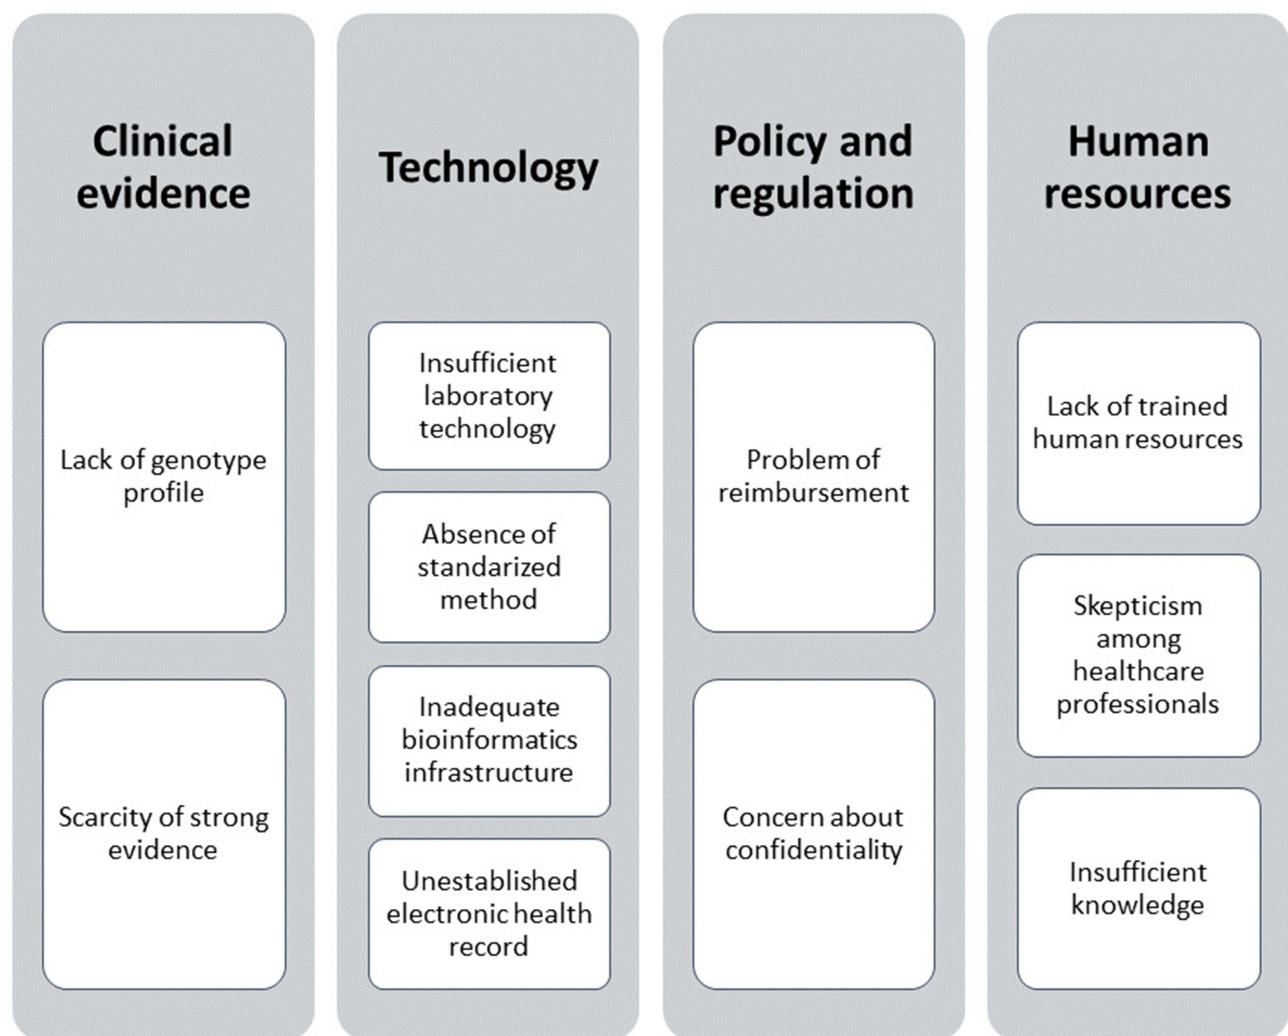 Clinical
evidence
Lack of genotype
profile
Scarcity of strong
evidence
Technology
Insufficient
laboratory
technology
Absence of
standarized
method
Inadequate
bioinformatics
infrastructure
Unestablished
electronic health
record
Policy and
regulation
Problem of
reimbursement
Concern about
confidentiality
Human
resources
Lack of trained
human resources
Skepticism
among
healthcare
professionals
Insufficient
knowledge